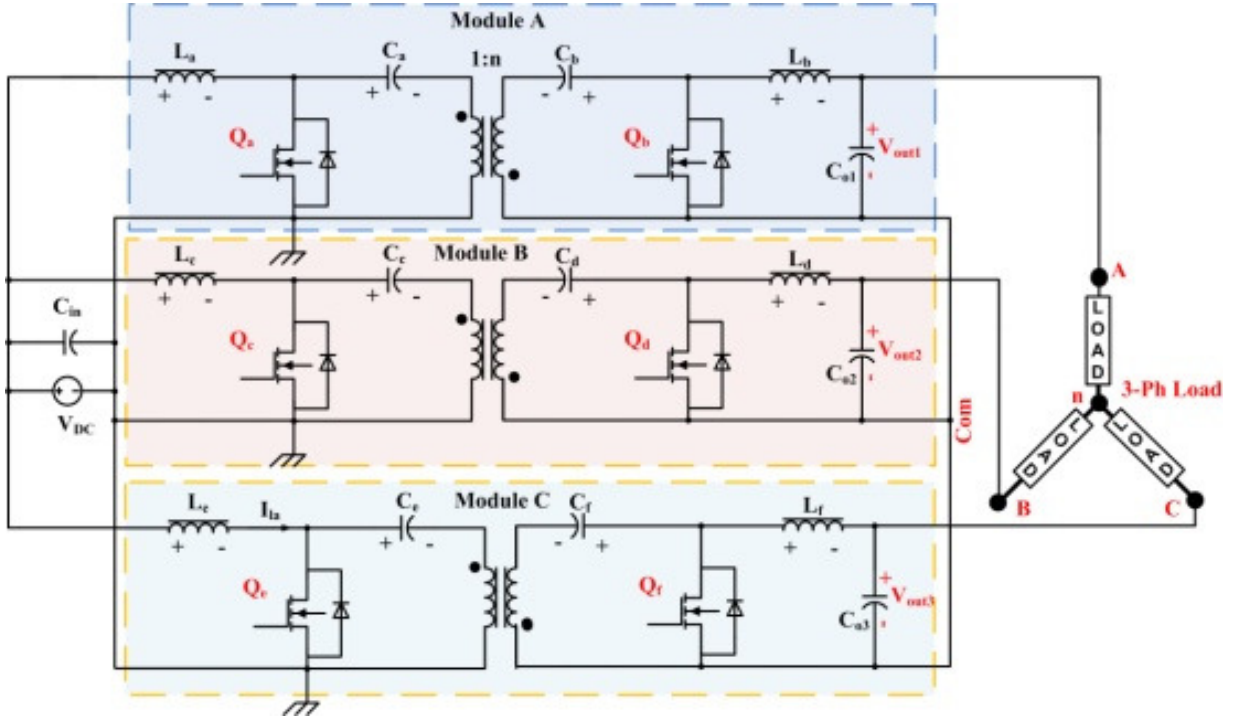 Module A
La
Ca
1:n
Cb
Lb
+ - + - - + + -
Qa
Qb
+
Vout1
Co1
-
Module B
Lc
Cc
Cd
Ld
+ - + - - + + -
Cin
Qc
Qd
+
Vout2
Co2
-
VDC
Com
A
LOAD
n
3-Ph Load
LOAD
LOAD
B
C
Module C
Le
Ila
Ce
Cf
Lf
+ - + - - + + -
Qe
Qf
+
Vout3
Co3
-